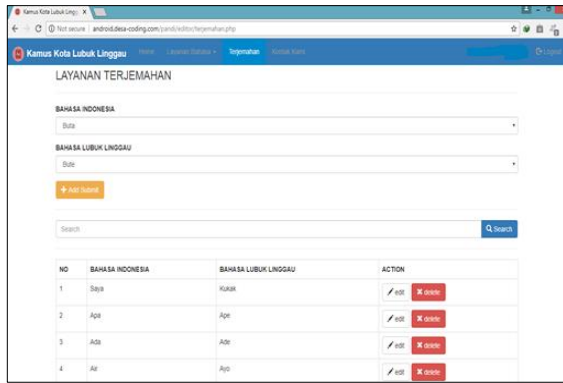 Kamus Kota Lubuk Lingg
Not secure | android.desa-coding.com/pandi/editor/terjemahan.php
Kamus Kota Lubuk Linggau Home Layanan Bahasa Terjemahan Kontak Kami Logout
LAYANAN TERJEMAHAN
BAHASA INDONESIA
Buta
BAHASA LUBUK LINGGAU
Bute
+ Add Submit
Search Search
NO BAHASA INDONESIA BAHASA LUBUK LINGGAU ACTION
1 Saya Kukak edit delete
2 Apa Ape edit delete
3 Ada Ade edit delete
4 Air Ayo edit delete